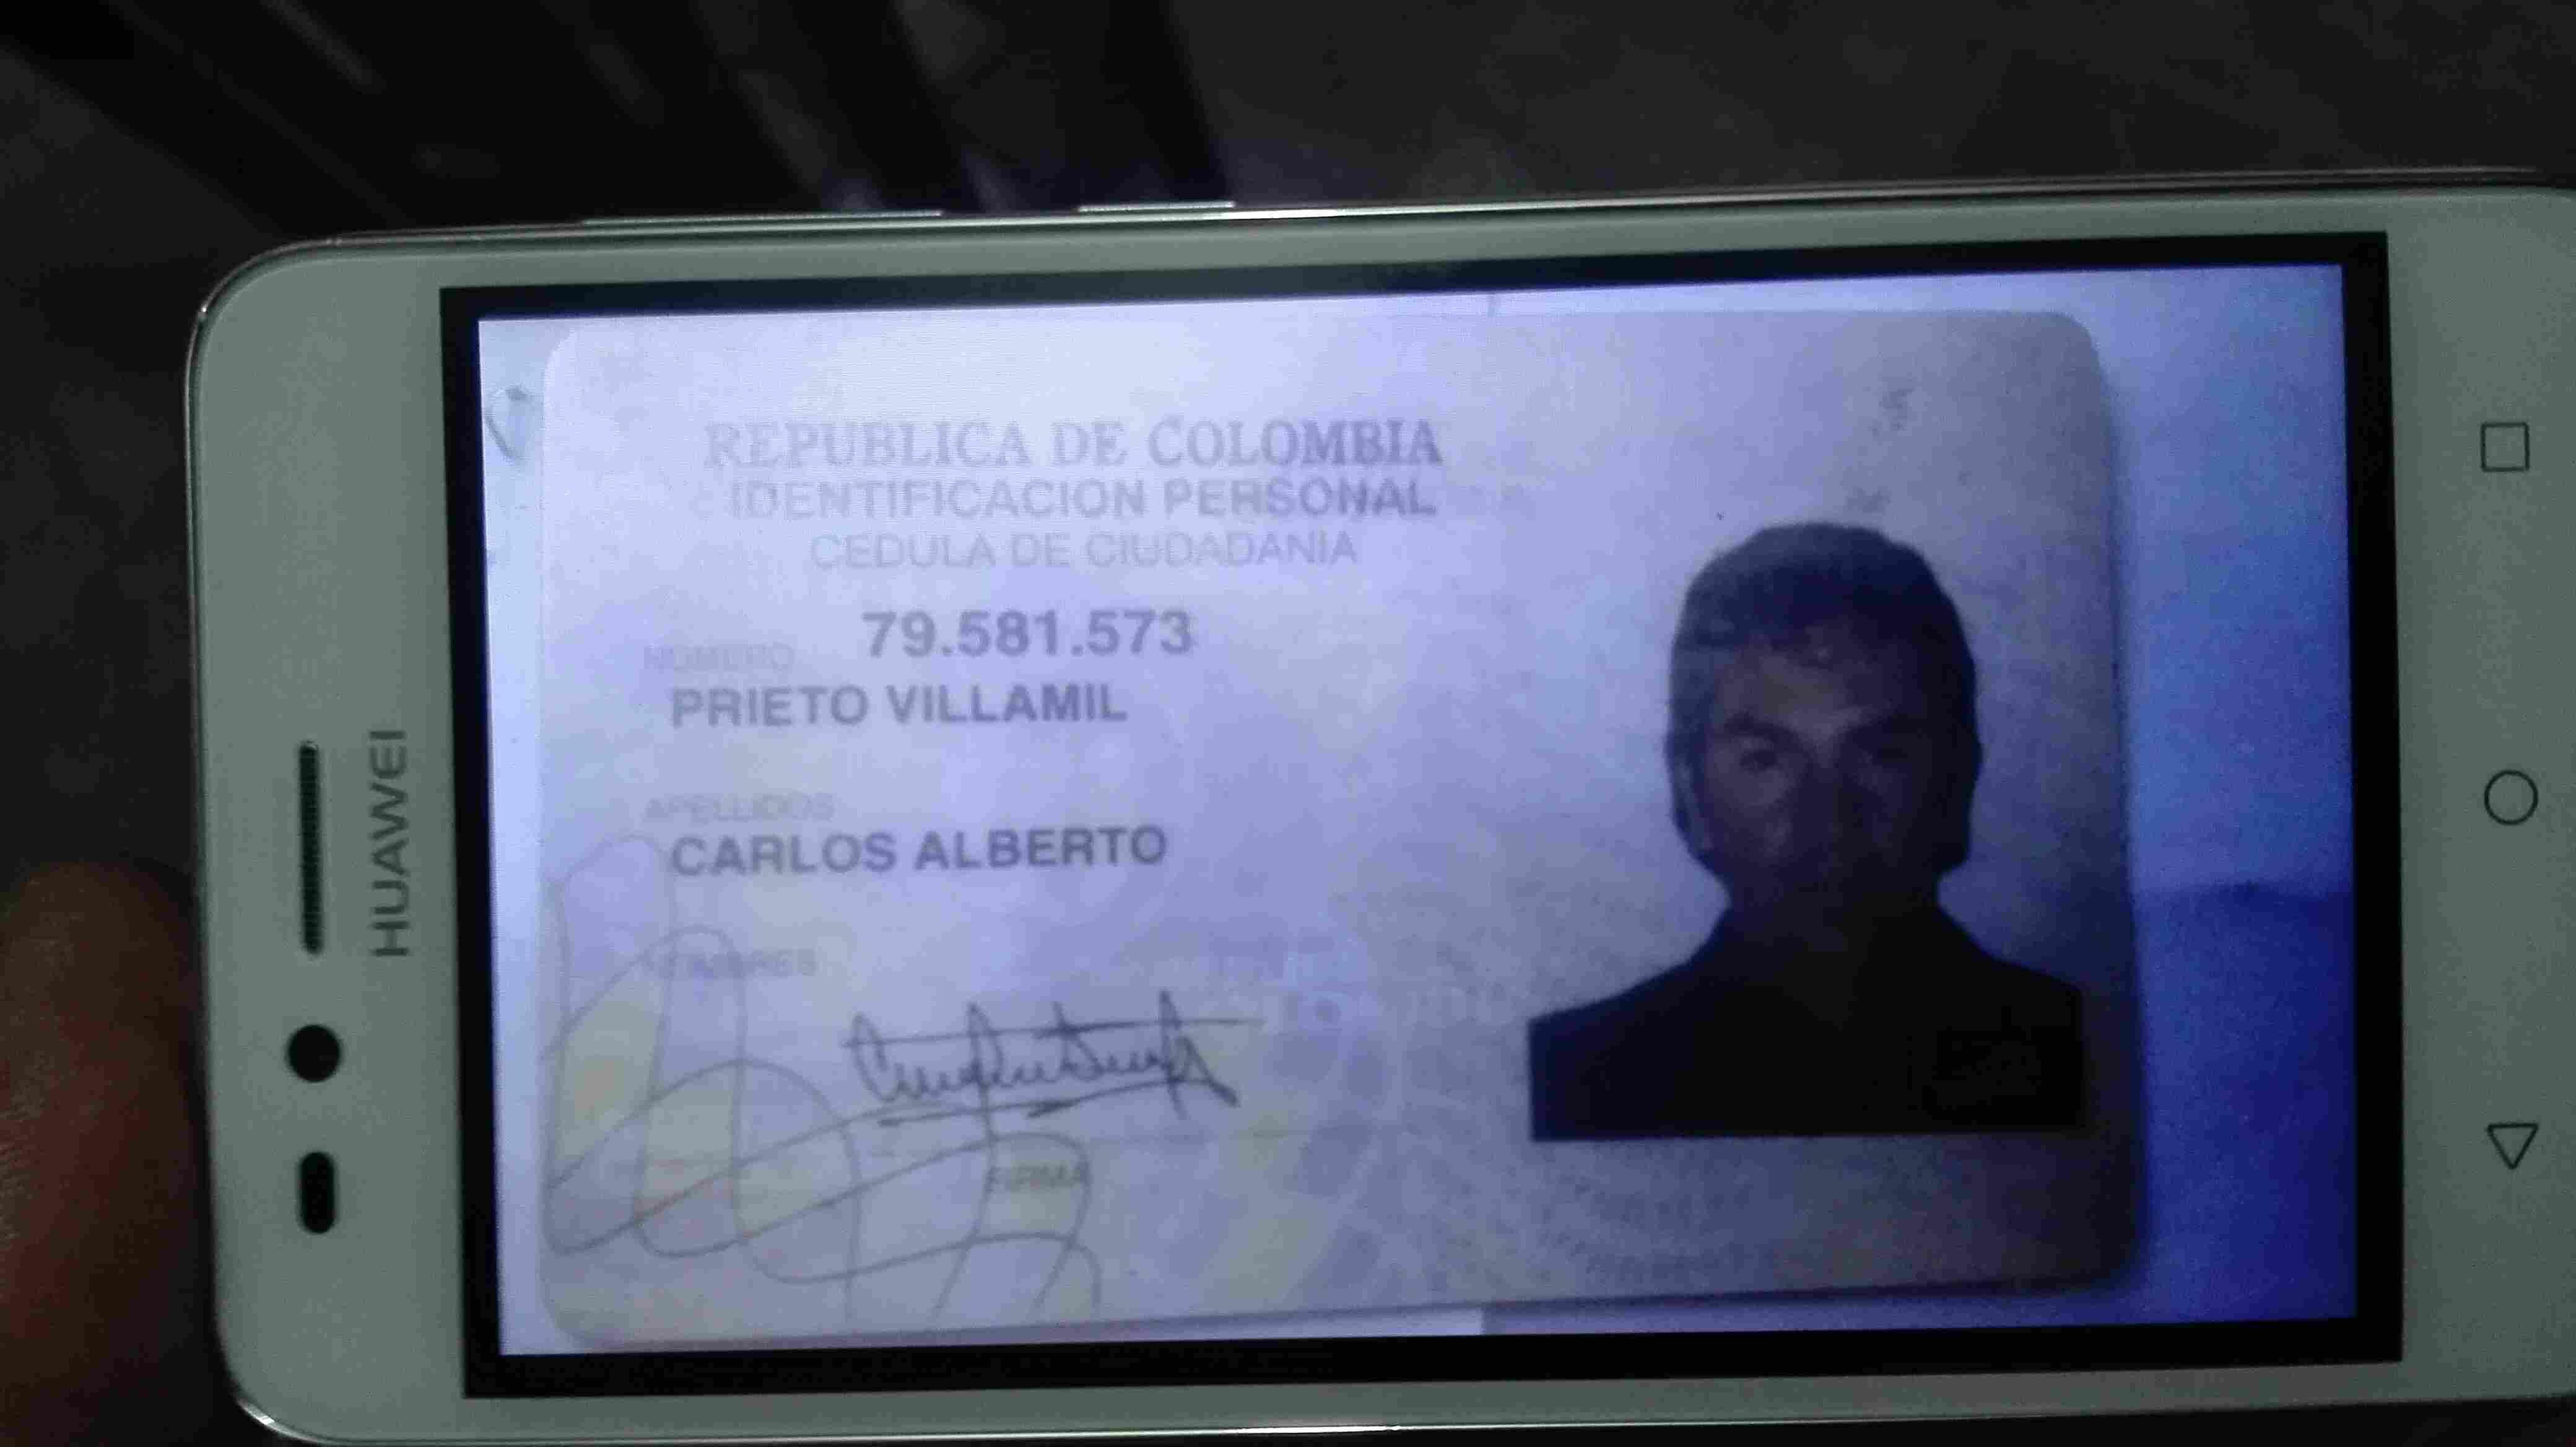 HUAWEI
REPUBLICA DE COLOMBIA
IDENTIFICACION PERSONAL
CEDULA DE CIUDADANIA
NUMERO 79.581.573
PRIETO VILLAMIL
APELLIDOS
CARLOS ALBERTO
NOMBRES
FIRMA